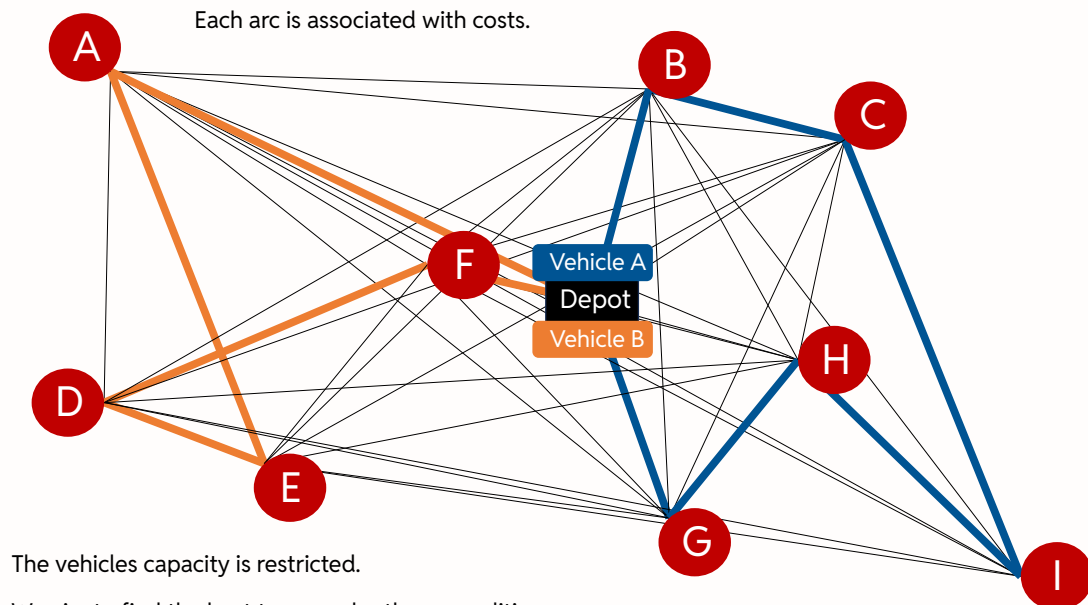 Each arc is associated with costs.
A
B
C
F
Vehicle A
Depot
Vehicle B
H
D
E
G
I
The vehicles capacity is restricted.